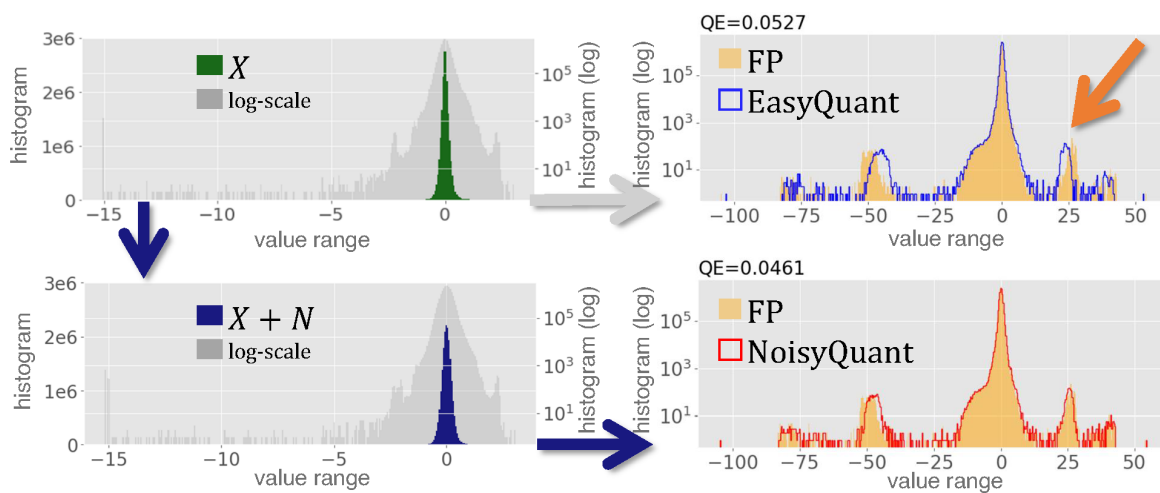 3e6
2e6
1e6
0
histogram
X
log-scale
10^5
10^3
10^1
histogram (log)
−15
−10
−5
0
value range
QE=0.0527
10^5
10^3
10^1
histogram (log)
FP
EasyQuant
−100
−75
−50
−25
0
25
50
value range
3e6
2e6
1e6
0
histogram
X + N
log-scale
10^5
10^3
10^1
histogram (log)
−15
−10
−5
0
value range
QE=0.0461
10^5
10^3
10^1
histogram (log)
FP
NoisyQuant
−100
−75
−50
−25
0
25
50
value range